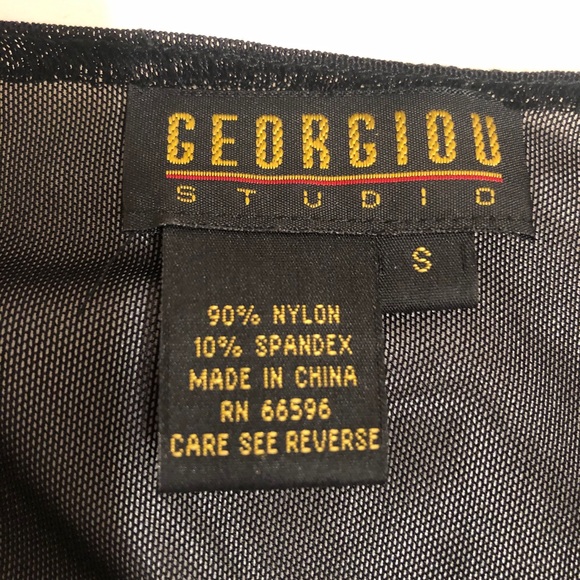 GEORGIOU
STUDIO
S
90% NYLON
10% SPANDEX
MADE IN CHINA
RN 66596
CARE SEE REVERSE